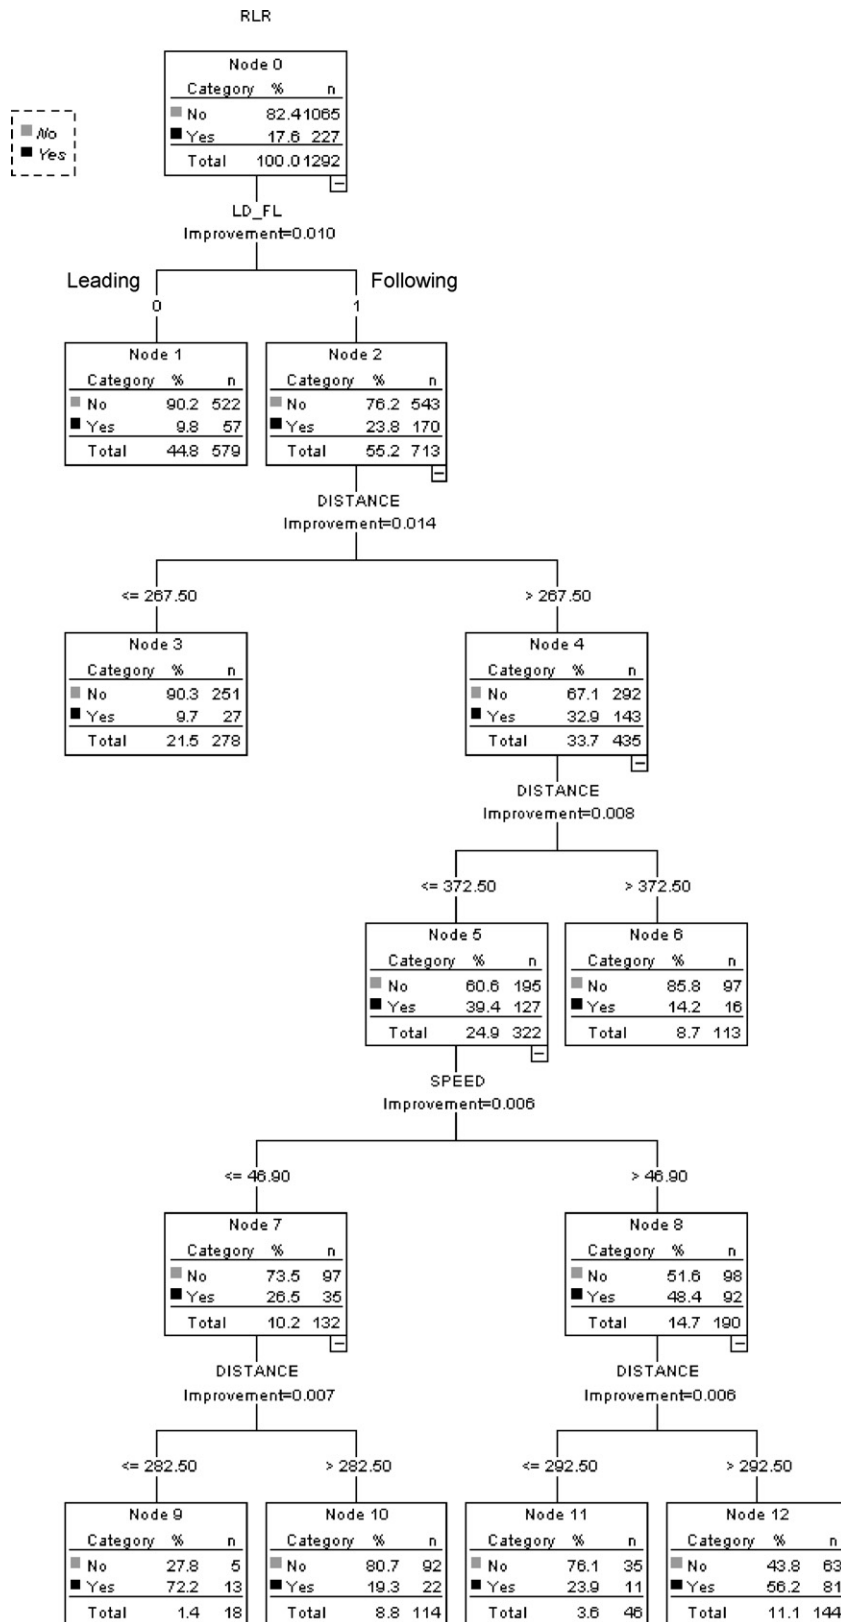 RLR
Node 0
Category % n
No 82.4 1065
Yes 17.6 227
Total 100.0 1292
No
Yes
LD_FL
Improvement=0.010
Leading Following
0 1
Node 1
Category % n
No 90.2 522
Yes 9.8 57
Total 44.8 579
Node 2
Category % n
No 76.2 543
Yes 23.8 170
Total 55.2 713
DISTANCE
Improvement=0.014
<= 267.50 > 267.50
Node 3
Category % n
No 90.3 251
Yes 9.7 27
Total 21.5 278
Node 4
Category % n
No 67.1 292
Yes 32.9 143
Total 33.7 435
DISTANCE
Improvement=0.008
<= 372.50 > 372.50
Node 5
Category % n
No 60.6 195
Yes 39.4 127
Total 24.9 322
Node 6
Category % n
No 85.8 97
Yes 14.2 16
Total 8.7 113
SPEED
Improvement=0.006
<= 46.90 > 46.90
Node 7
Category % n
No 73.5 97
Yes 26.5 35
Total 10.2 132
Node 8
Category % n
No 51.6 98
Yes 48.4 92
Total 14.7 190
DISTANCE
Improvement=0.007
DISTANCE
Improvement=0.006
<= 282.50 > 282.50 <= 292.50 > 292.50
Node 9
Category % n
No 27.8 5
Yes 72.2 13
Total 1.4 18
Node 10
Category % n
No 80.7 92
Yes 19.3 22
Total 8.8 114
Node 11
Category % n
No 76.1 35
Yes 23.9 11
Total 3.6 46
Node 12
Category % n
No 43.8 63
Yes 56.2 81
Total 11.1 144